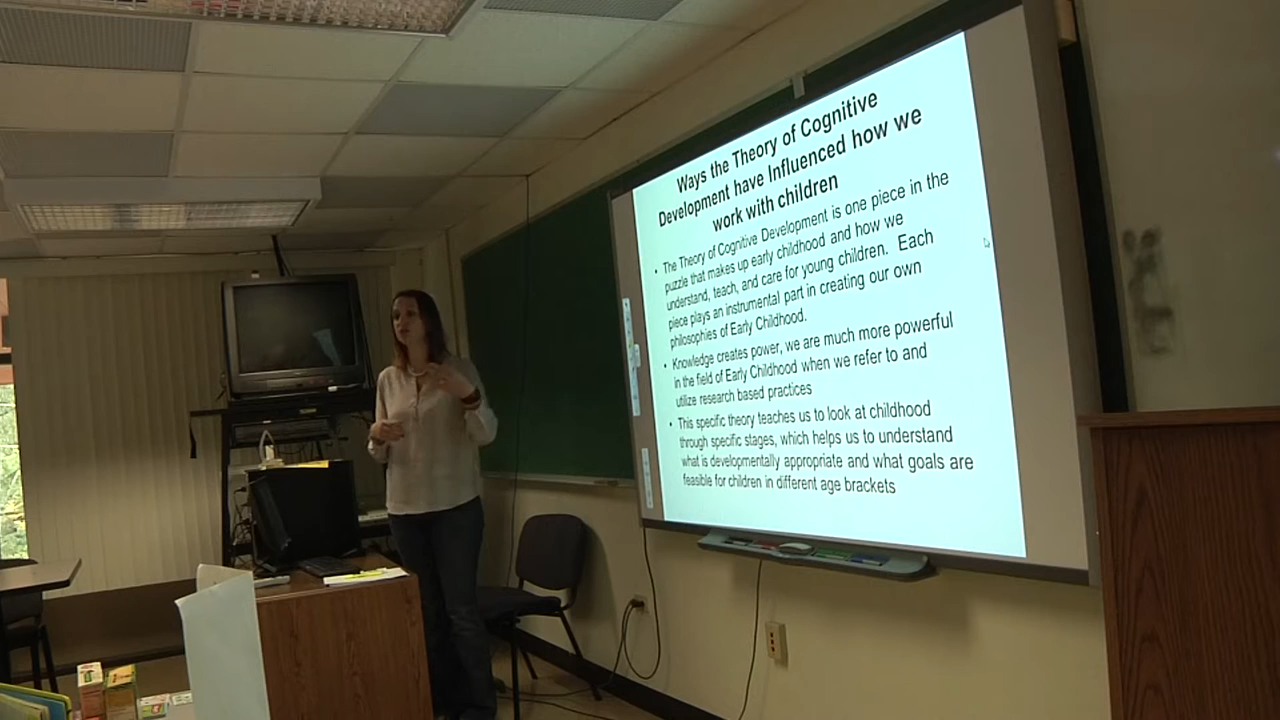 Ways the Theory of Cognitive
Development have Influenced how we
work with children
• The Theory of Cognitive Development is one piece in the
puzzle that makes up early childhood and how we
understand, teach, and care for young children. Each
piece plays an instrumental part in creating our own
philosophies of Early Childhood.
• Knowledge creates power, we are much more powerful
in the field of Early Childhood when we refer to and
utilize research based practices
• This specific theory teaches us to look at childhood
through specific stages, which helps us to understand
what is developmentally appropriate and what goals are
feasible for children in different age brackets